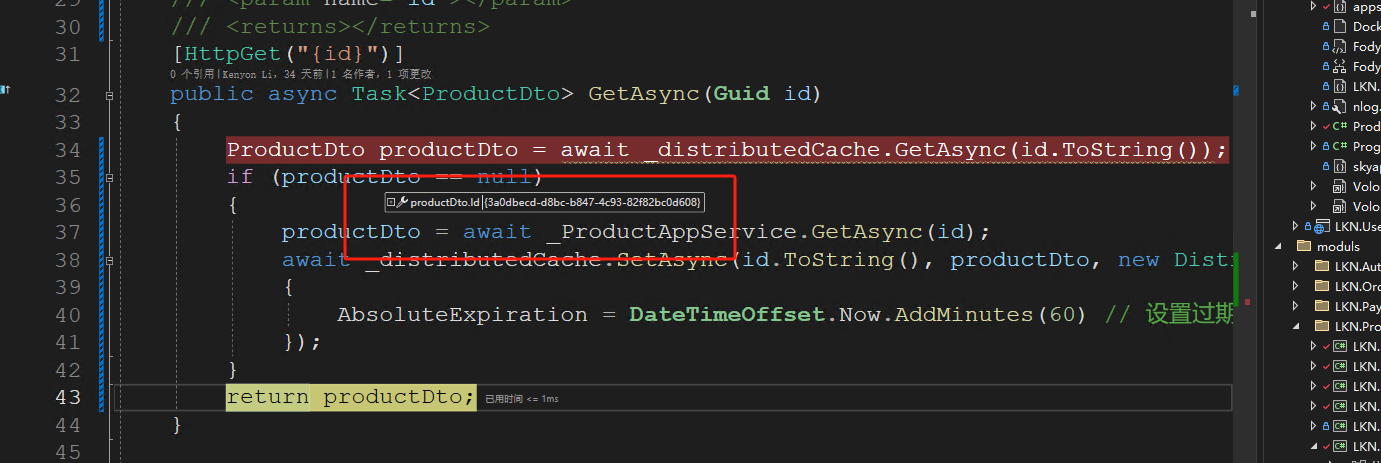 29 /// <param name="id"></param>
30 /// <returns></returns>
31 [HttpGet("{id}")]
0 个引用|Kenyon Li，34 天前|1 名作者，1 项更改
32 public async Task<ProductDto> GetAsync(Guid id)
33 {
34 ProductDto productDto = await _distributedCache.GetAsync(id.ToString());
35 if (productDto == null)
36 {
productDto.Id {3a0dbecd-d8bc-b847-4c93-82f82bc0d608}
37 productDto = await _ProductAppService.GetAsync(id);
38 await _distributedCache.SetAsync(id.ToString(), productDto, new Distr
39 {
40 AbsoluteExpiration = DateTimeOffset.Now.AddMinutes(60) // 设置过期
41 });
42 }
43 return productDto; 已用时间 <= 1ms
44 }
45
apps
Dock
Fody
Fody
LKN.
nlog.
C# Prod
C# Prog
skyap
Volo
Volo.
LKN.Use
moduls
LKN.Aut
LKN.Orc
LKN.Pay
LKN.Pro
C# LKN.
C# LKN.
C# LKN.
C# LKN.
C# LKN.
C# LKN.